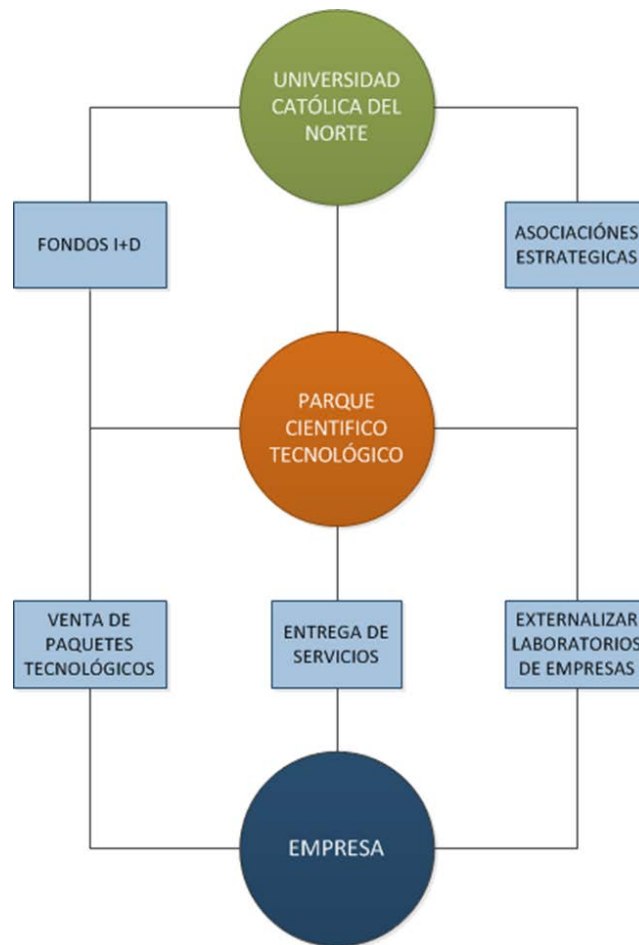 UNIVERSIDAD
CATÓLICA DEL
NORTE
FONDOS I+D
ASOCIACIÓNES
ESTRATEGICAS
PARQUE
CIENTIFICO
TECNOLÓGICO
VENTA DE
PAQUETES
TECNOLÓGICOS
ENTREGA DE
SERVICIOS
EXTERNALIZAR
LABORATORIOS
DE EMPRESAS
EMPRESA